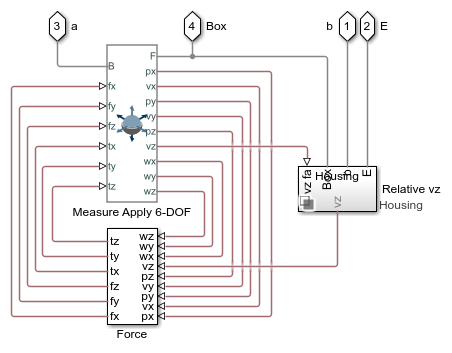 3 a
4 Box
b 1
2 E
B
F
px
fx
vx
fy
py
fz
vy
tx
pz
ty
vz
tz
wx
wy
wz
Measure Apply 6-DOF
vz fa
Housing
Box
b
E
vz
Relative vz
Housing
tz
ty
tx
fz
fy
fx
wz
wy
wx
vz
pz
vy
py
vx
px
Force